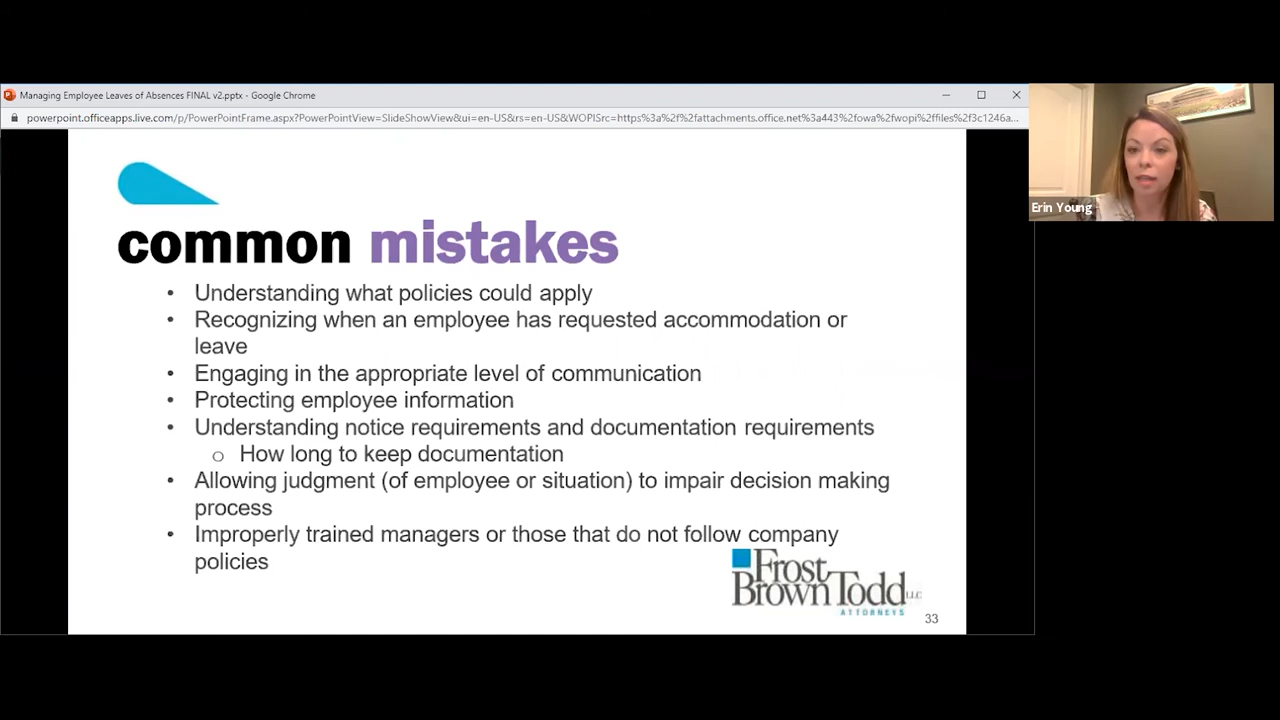 Managing Employee Leaves of Absences FINAL v2.pptx - Google Chrome
powerpoint.officeapps.live.com/p/PowerPointFrame.aspx?PowerPointView=SlideShowView&ui=en-US&rs=en-US&WOPISrc=https%3a%2f%2fattachments.office.net%3a443%2fowa%2fwopi%2ffiles%2f3c1246a...
Erin Young
common mistakes
• Understanding what policies could apply
• Recognizing when an employee has requested accommodation or
leave
• Engaging in the appropriate level of communication
• Protecting employee information
• Understanding notice requirements and documentation requirements
o How long to keep documentation
• Allowing judgment (of employee or situation) to impair decision making
process
• Improperly trained managers or those that do not follow company
policies
Frost
Brown Todd LLC
ATTORNEYS
33